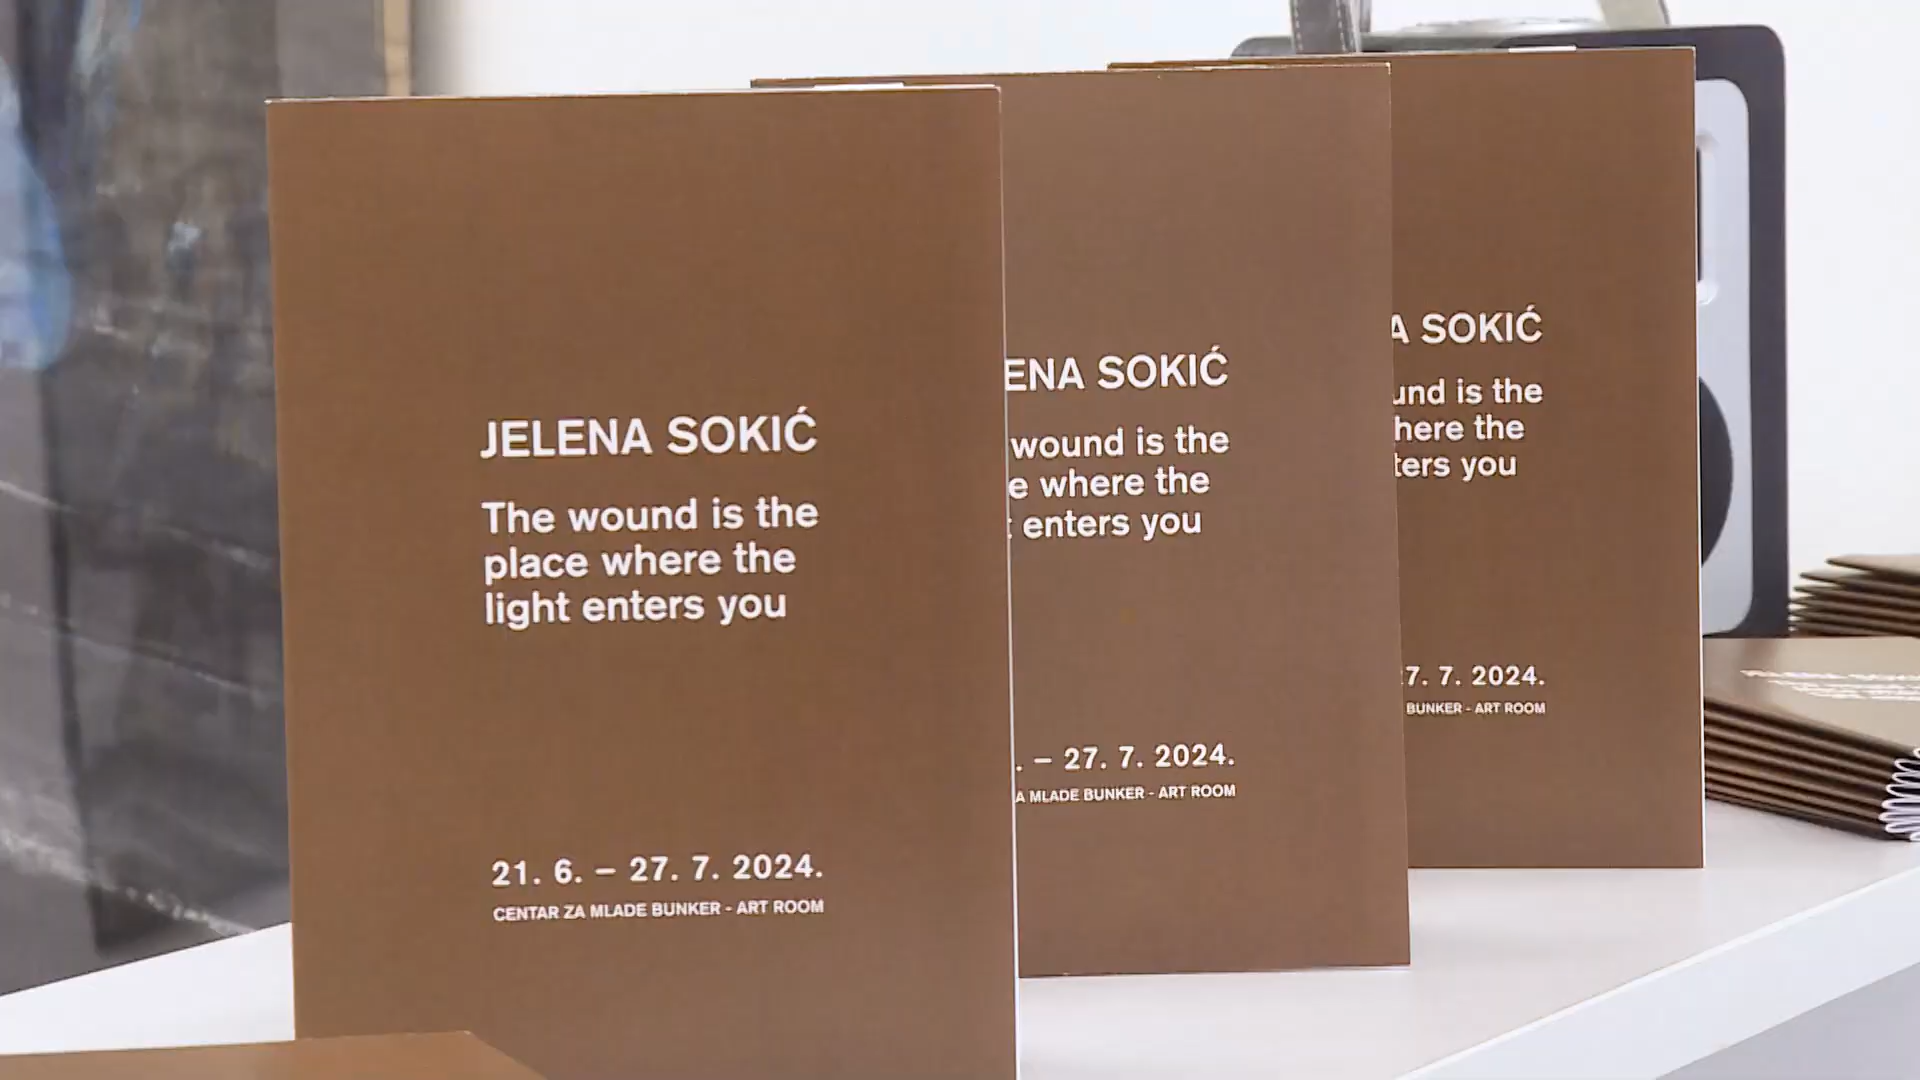 JELENA SOKIĆ
The wound is the
place where the
light enters you
21. 6. – 27. 7. 2024.
CENTAR ZA MLADE BUNKER - ART ROOM
ENA SOKIĆ
wound is the
e where the
enters you
. – 27. 7. 2024.
A MLADE BUNKER - ART ROOM
A SOKIĆ
und is the
here the
ters you
27. 7. 2024.
BUNKER - ART ROOM